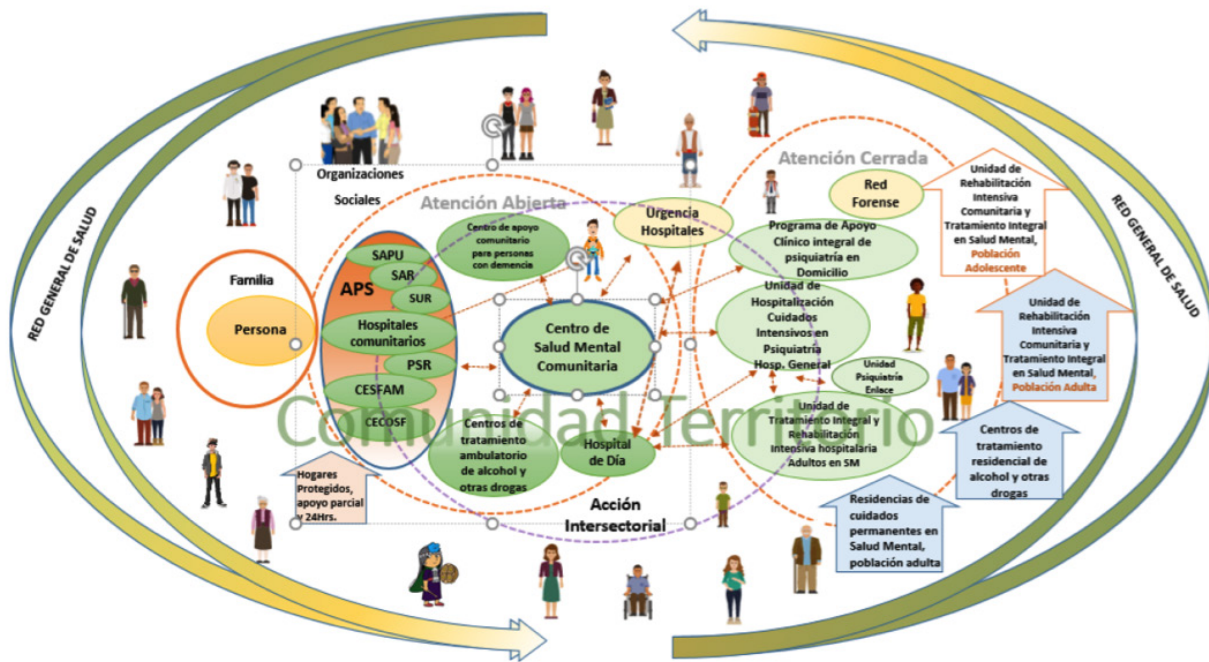 RED GENERAL DE SALUD
Organizaciones
Sociales
Atención Abierta
Atención Cerrada
Familia
Persona
APS
SAPU
SAR
SUR
Hospitales
comunitarios
PSR
CESFAM
CECOSF
Hogares
Protegidos,
apoyo parcial
y 24Hrs.
Centro de apoyo
comunitario
para personas
con demencia
Centro de
Salud Mental
Comunitaria
Centros de
tratamiento
ambulatorio
de alcohol y
otras drogas
Hospital
de Día
Urgencia
Hospitales
Red
Forense
Programa de Apoyo
Clínico integral de
psiquiatría en
Domicilio
Unidad de
Hospitalización
Cuidados
Intensivos en
Psiquiatría
Hosp. General
Unidad
Psiquiatría
Enlace
Unidad de
Tratamiento Integral y
Rehabilitación
Intensiva hospitalaria
Adultos en SM
Comunidad Territorio
Acción
Intersectorial
Unidad de
Rehabilitación
Intensiva
Comunitaria y
Tratamiento Integral
en Salud Mental,
Población
Adolescente
Unidad de
Rehabilitación
Intensiva
Comunitaria y
Tratamiento Integral
en Salud Mental,
Población Adulta
Centros de
tratamiento
residencial de
alcohol y otras
drogas
Residencias de
cuidados
permanentes en
Salud Mental,
población adulta
RED GENERAL DE SALUD